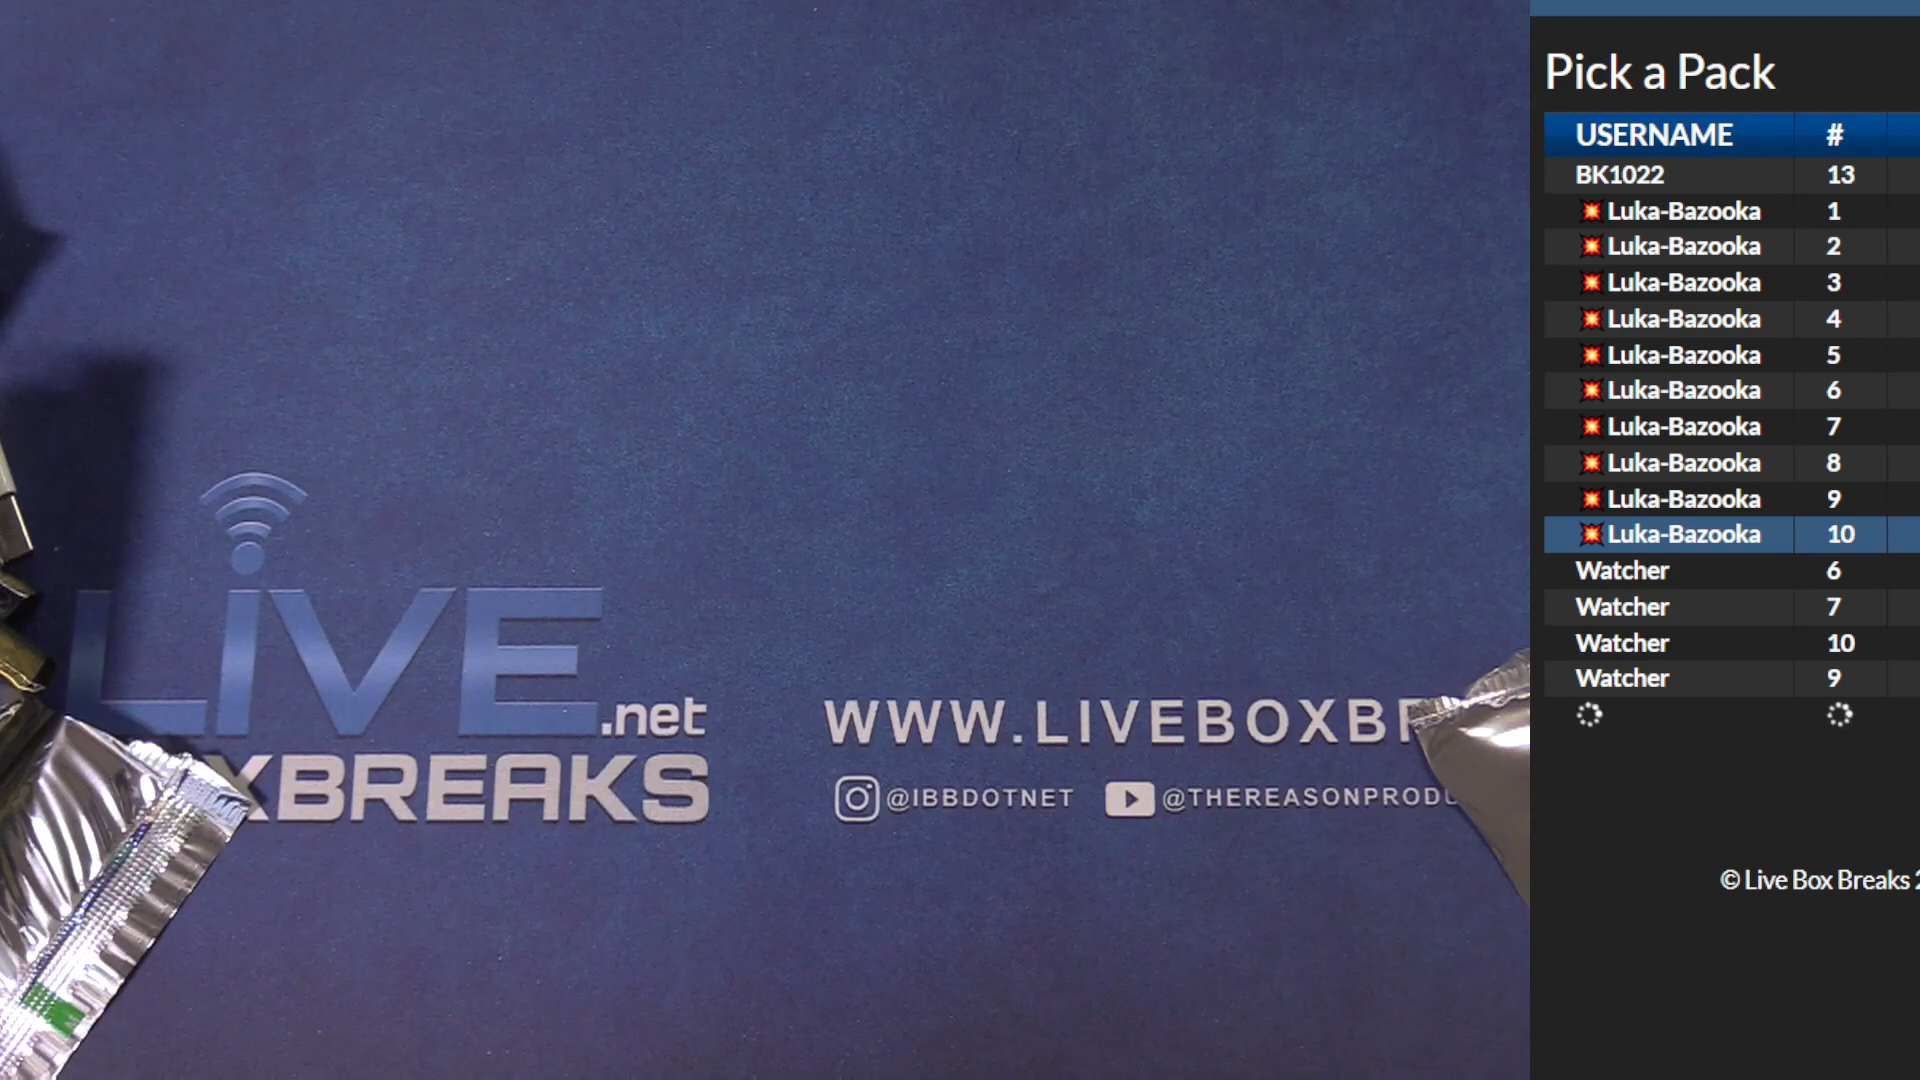 LIVE
.net
XBREAKS
WWW.LIVEBOXB
@IBBDOTNET
@THEREASONPROD
Pick a Pack
USERNAME #
BK1022 13
💥 Luka-Bazooka 1
💥 Luka-Bazooka 2
💥 Luka-Bazooka 3
💥 Luka-Bazooka 4
💥 Luka-Bazooka 5
💥 Luka-Bazooka 6
💥 Luka-Bazooka 7
💥 Luka-Bazooka 8
💥 Luka-Bazooka 9
💥 Luka-Bazooka 10
Watcher 6
Watcher 7
Watcher 10
Watcher 9
© Live Box Breaks